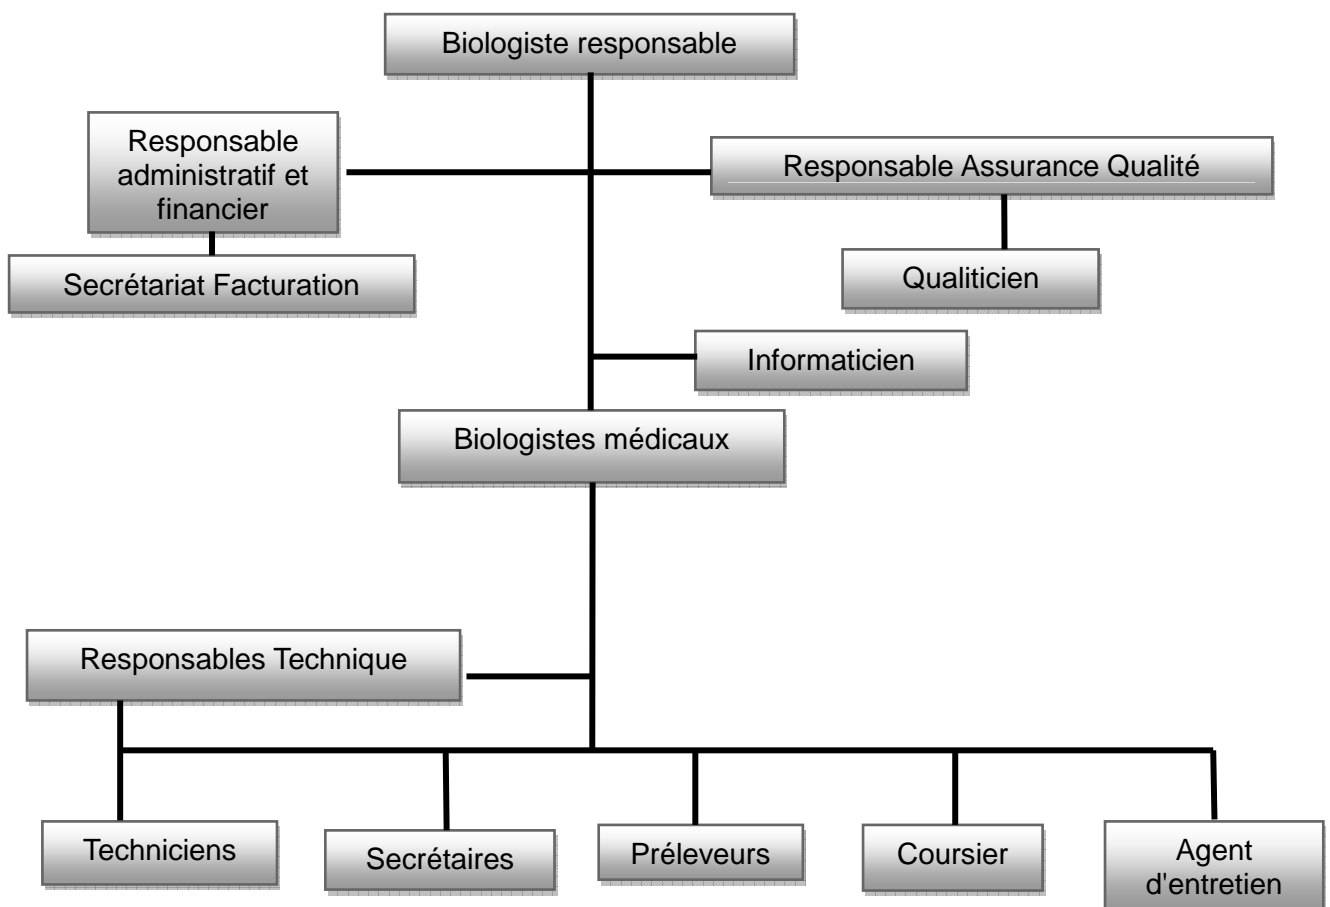 Biologiste responsable
Responsable
administratif et
financier
Responsable Assurance Qualité
Secrétariat Facturation
Qualiticien
Informaticien
Biologistes médicaux
Responsables Technique
Techniciens
Secrétaires
Préleveurs
Coursier
Agent
d'entretien